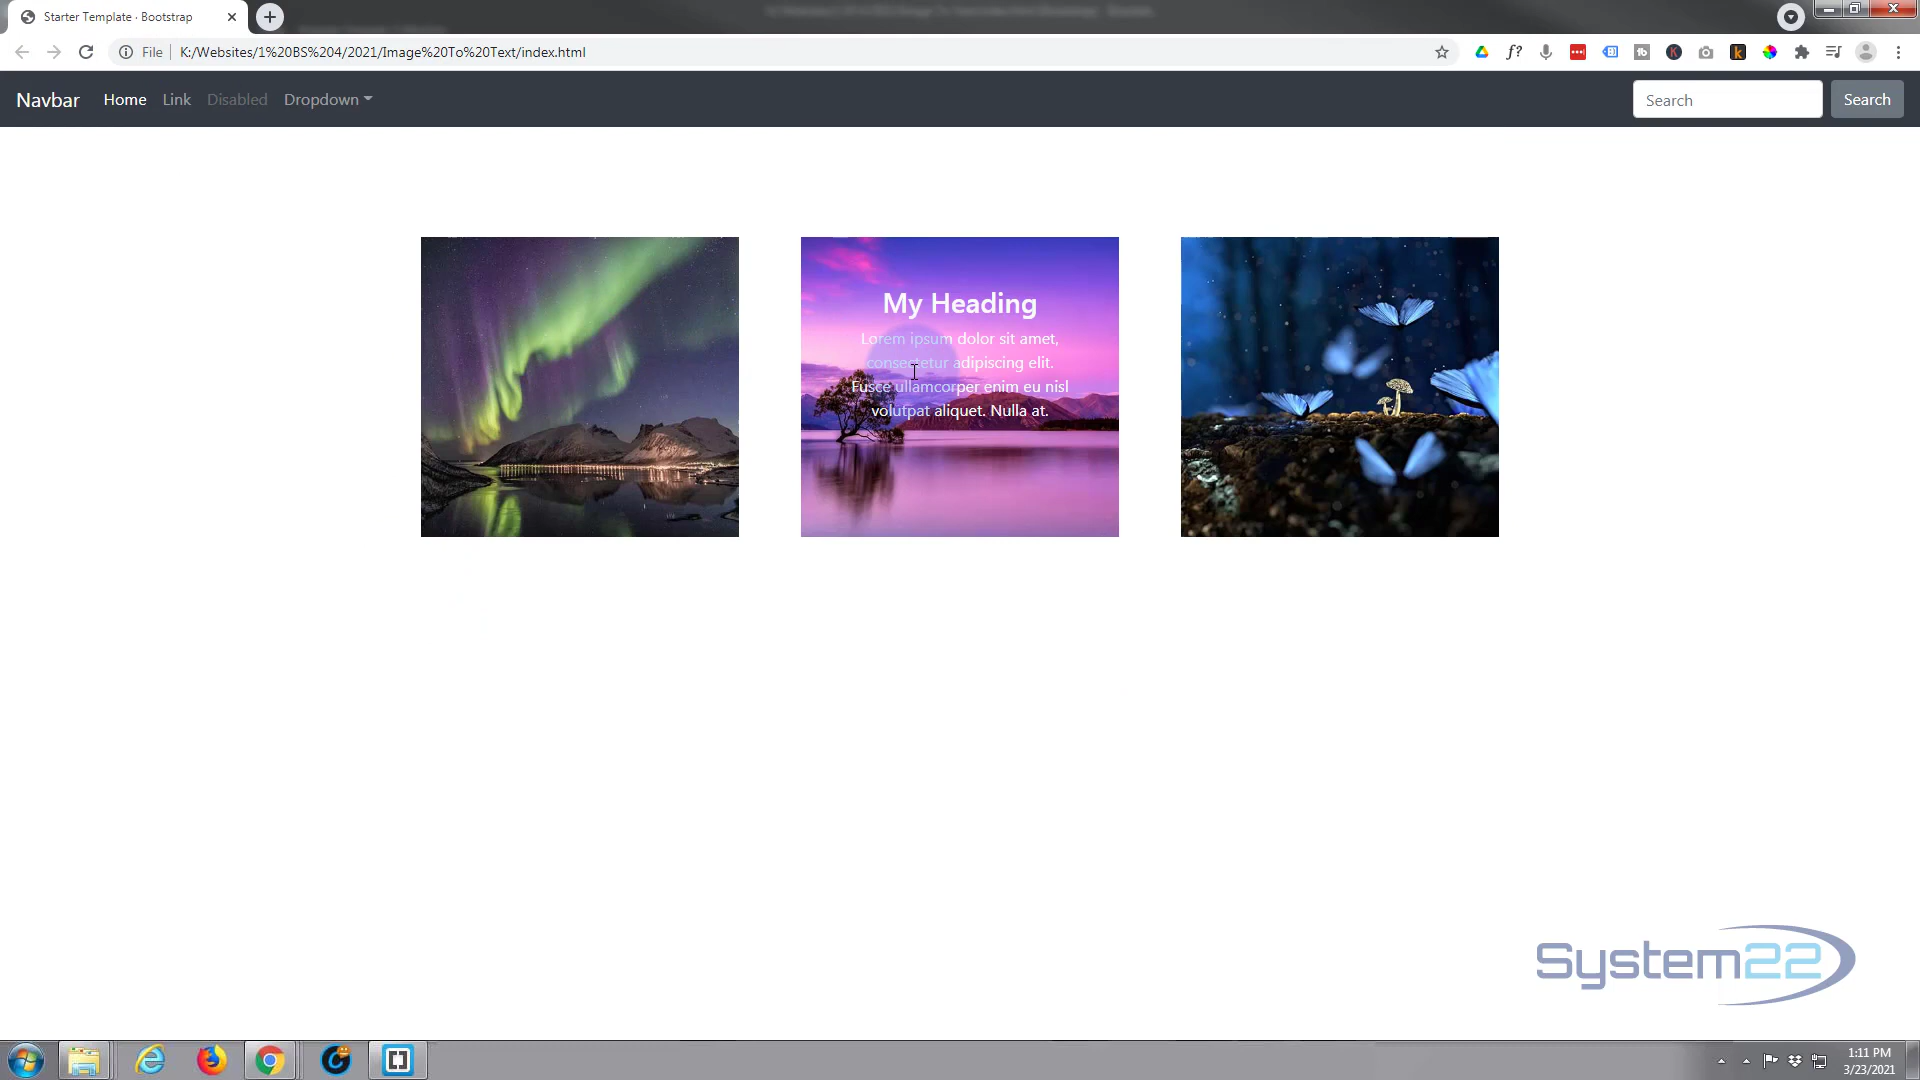 Starter Template · Bootstrap
File
K:/Websites/1%20BS%204/2021/Image%20To%20Text/index.html
Navbar
Home
Link
Disabled
Dropdown
Search
Search
My Heading
Lorem ipsum dolor sit amet,
consectetur adipiscing elit.
Fusce ullamcorper enim eu nisl
volutpat aliquet. Nulla at.
System22
1:11 PM
3/23/2021